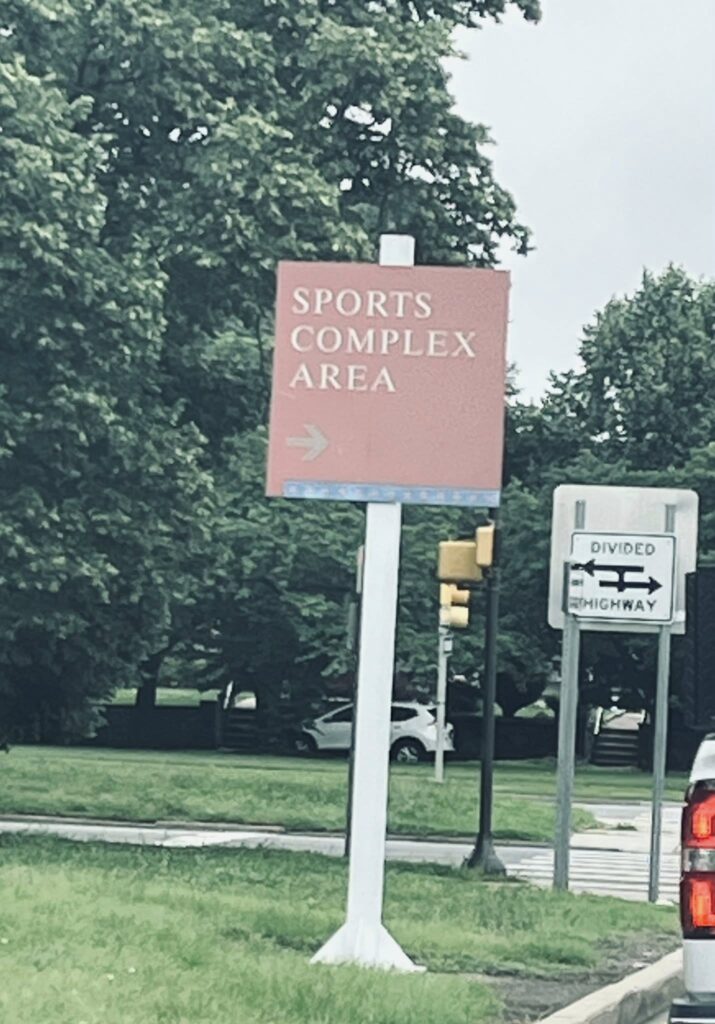 SPORTS
COMPLEX
AREA
DIVIDED
HIGHWAY